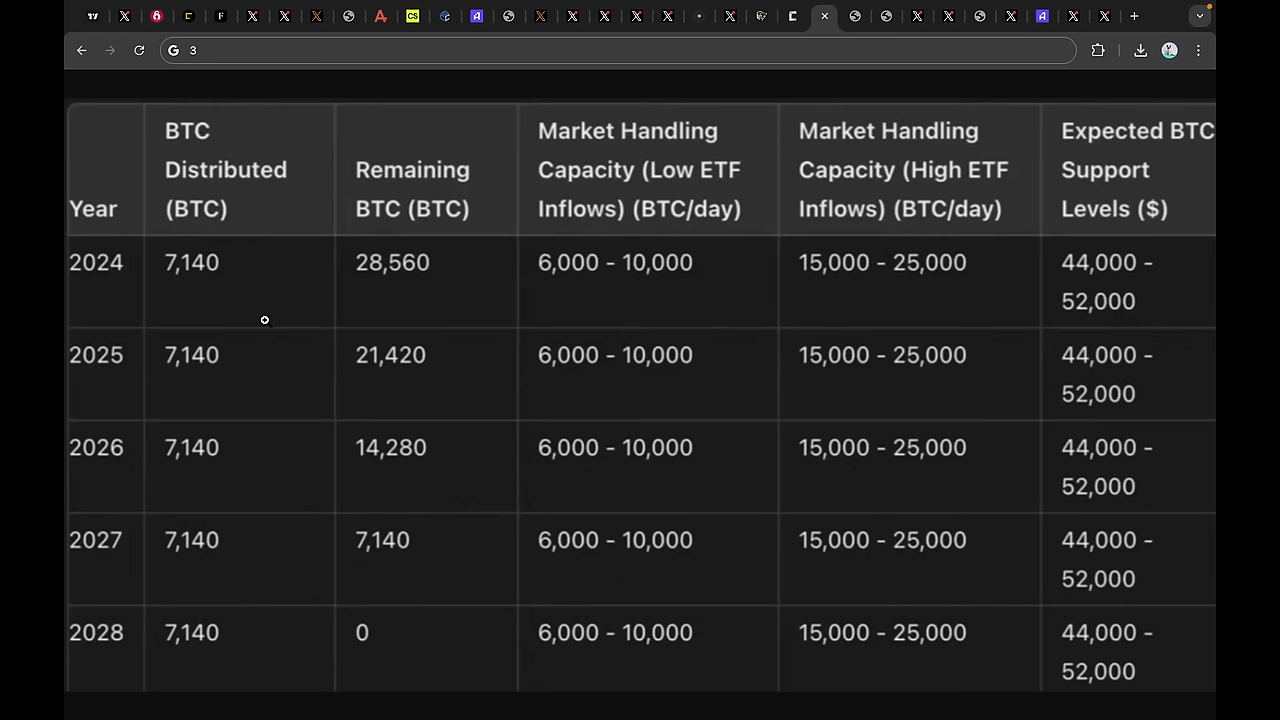 3
BTC
Distributed
(BTC)
Remaining
BTC (BTC)
Market Handling
Capacity (Low ETF
Inflows) (BTC/day)
Market Handling
Capacity (High ETF
Inflows) (BTC/day)
Expected BTC
Support
Levels ($)
Year
2024 7,140 28,560 6,000 - 10,000 15,000 - 25,000 44,000 -
52,000
2025 7,140 21,420 6,000 - 10,000 15,000 - 25,000 44,000 -
52,000
2026 7,140 14,280 6,000 - 10,000 15,000 - 25,000 44,000 -
52,000
2027 7,140 7,140 6,000 - 10,000 15,000 - 25,000 44,000 -
52,000
2028 7,140 0 6,000 - 10,000 15,000 - 25,000 44,000 -
52,000